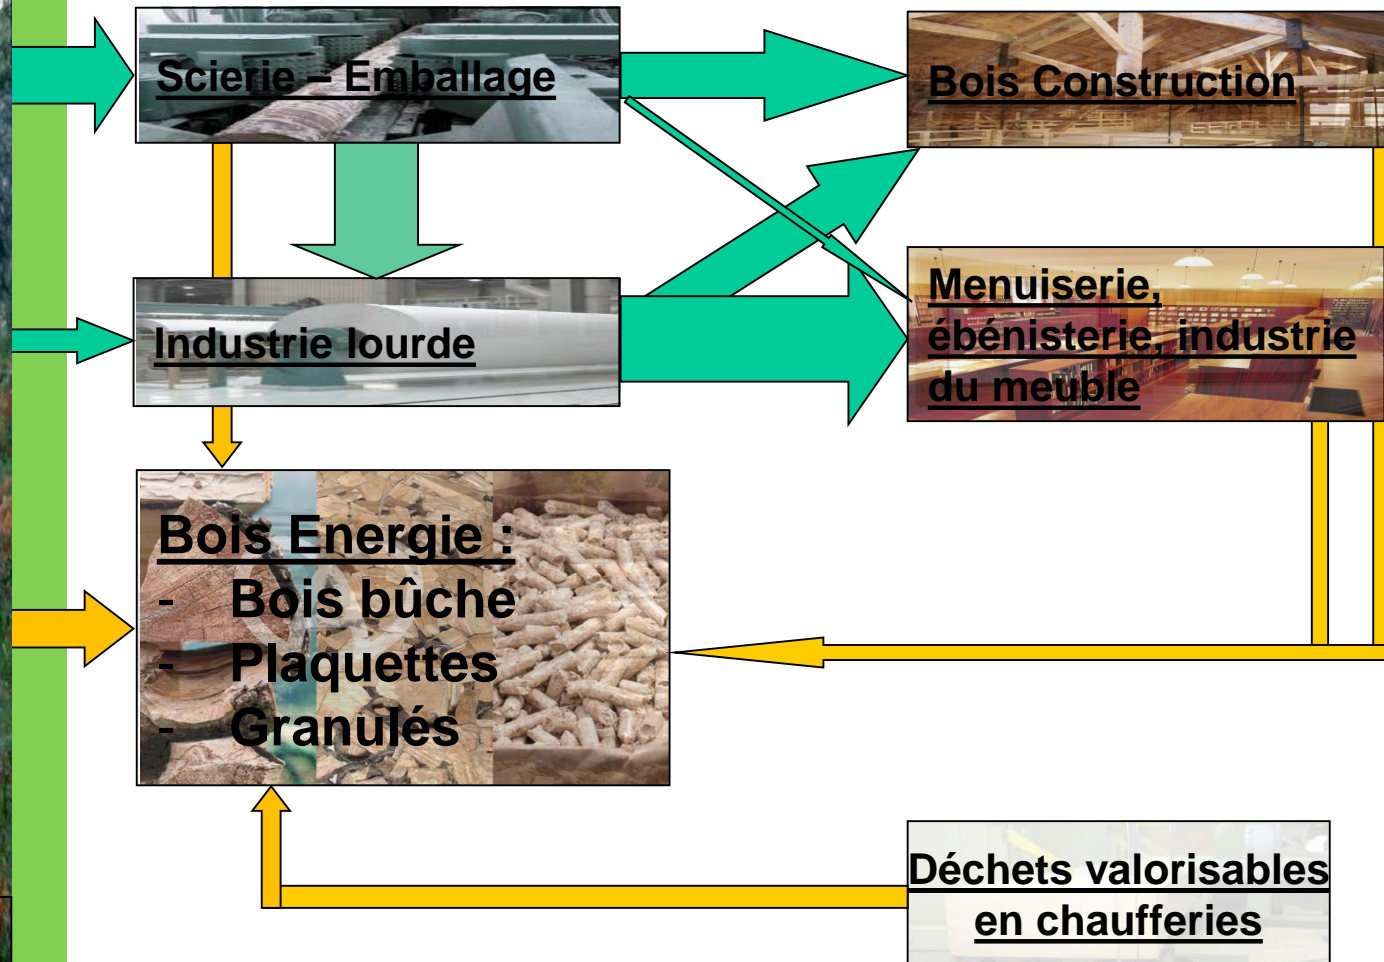 Scierie – Emballage
Bois Construction
Industrie lourde
Menuiserie,
ébénisterie, industrie
du meuble
Bois Energie :
- Bois bûche
- Plaquettes
- Granulés
Déchets valorisables
en chaufferies